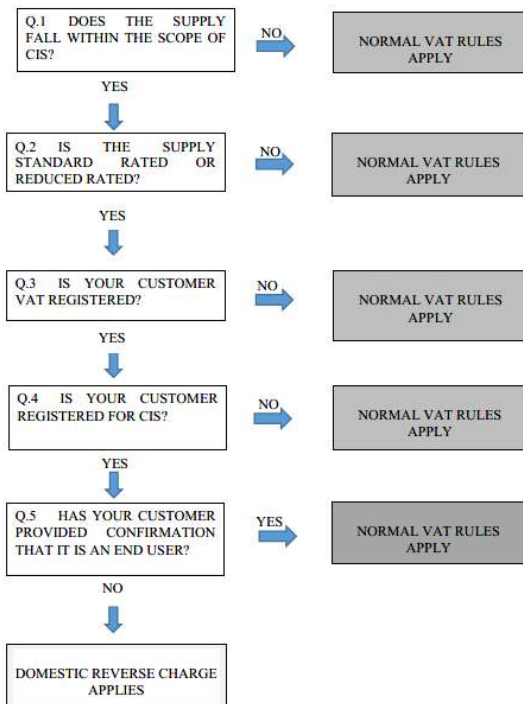 Q.1 DOES THE SUPPLY
FALL WITHIN THE SCOPE OF
CIS?
NO
NORMAL VAT RULES
APPLY
YES
Q.2 IS THE SUPPLY
STANDARD RATED OR
REDUCED RATED?
NO
NORMAL VAT RULES
APPLY
YES
Q.3 IS YOUR CUSTOMER
VAT REGISTERED?
NO
NORMAL VAT RULES
APPLY
YES
Q.4 IS YOUR CUSTOMER
REGISTERED FOR CIS?
NO
NORMAL VAT RULES
APPLY
YES
Q.5 HAS YOUR CUSTOMER
PROVIDED CONFIRMATION
THAT IT IS AN END USER?
YES
NORMAL VAT RULES
APPLY
NO
DOMESTIC REVERSE CHARGE
APPLIES